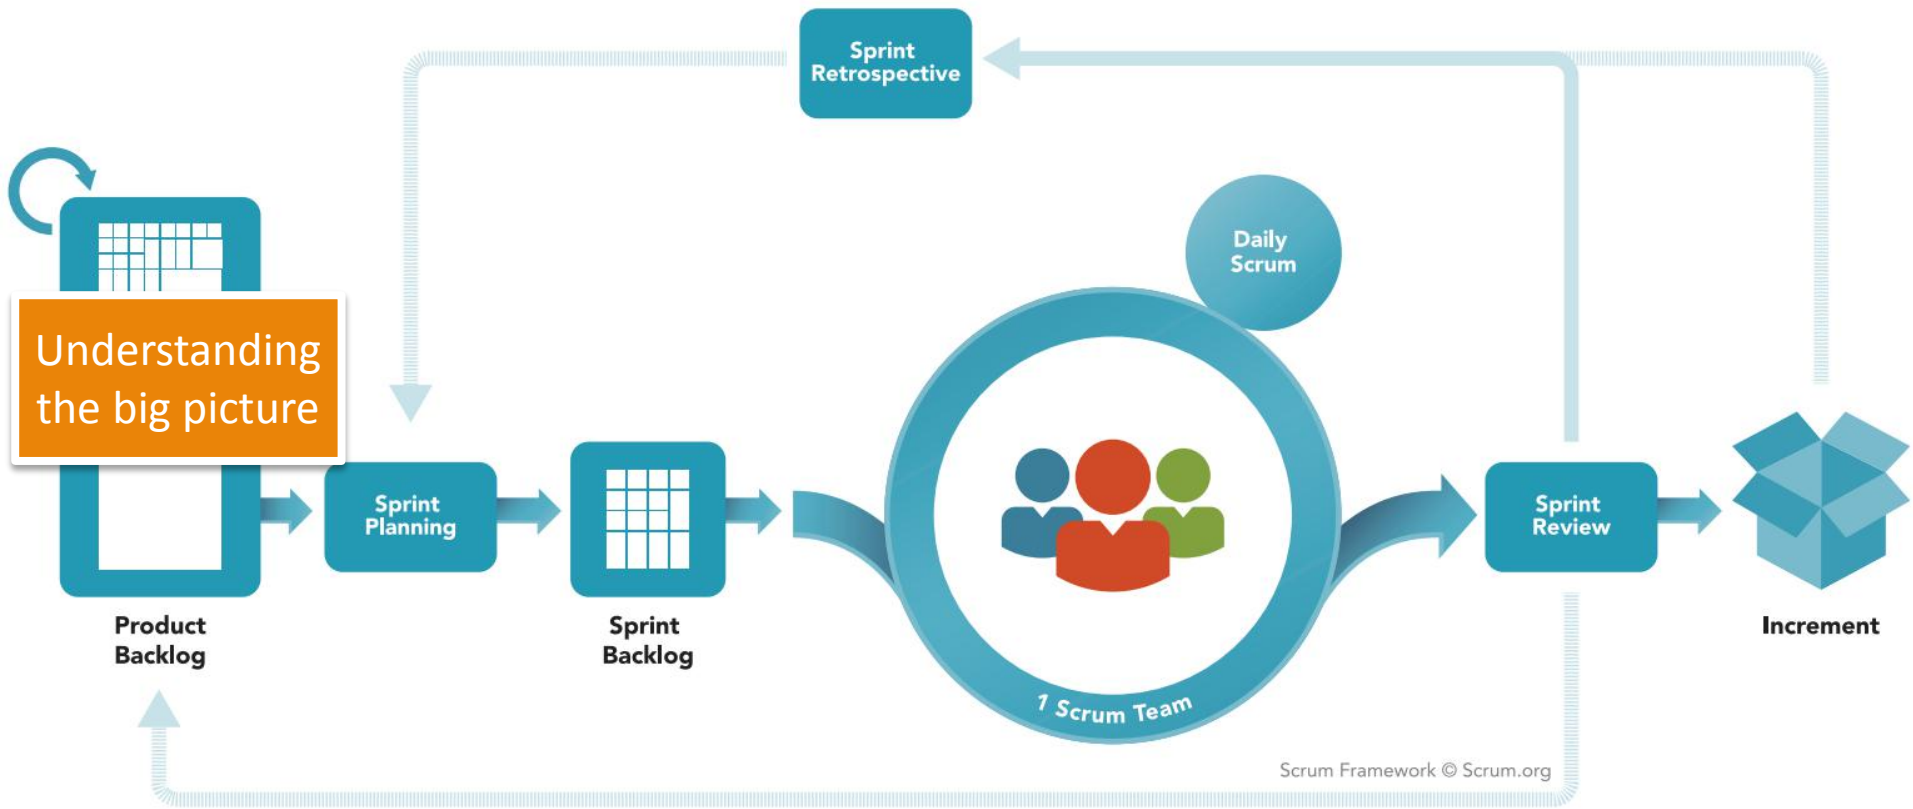 Sprint
Retrospective
Daily
Scrum
Understanding
the big picture
Sprint
Planning
Sprint
Review
Product
Backlog
Sprint
Backlog
Increment
1 Scrum Team
Scrum Framework © Scrum.org